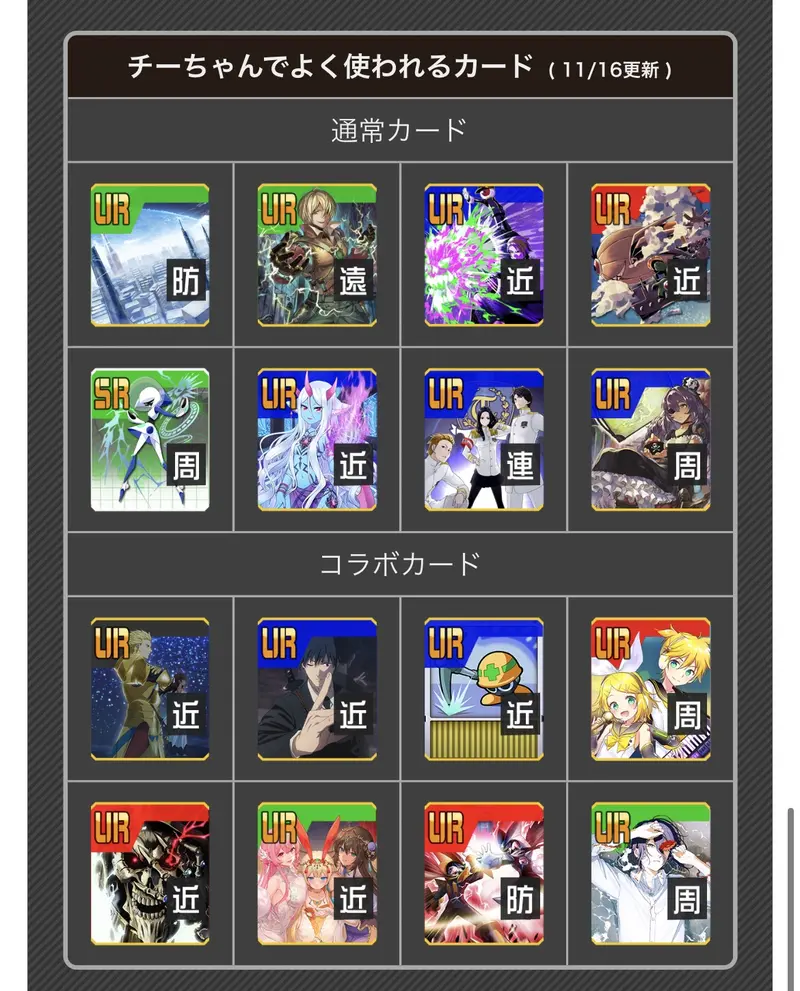 チーちゃんでよく使われるカード ( 11/16更新 )
通常カード
UR 防 UR 遠 UR 近 UR 近
SR 周 UR 近 UR 連 UR 周
コラボカード
UR 近 UR 近 UR 近 UR 周
UR 近 UR 近 UR 防 UR 周